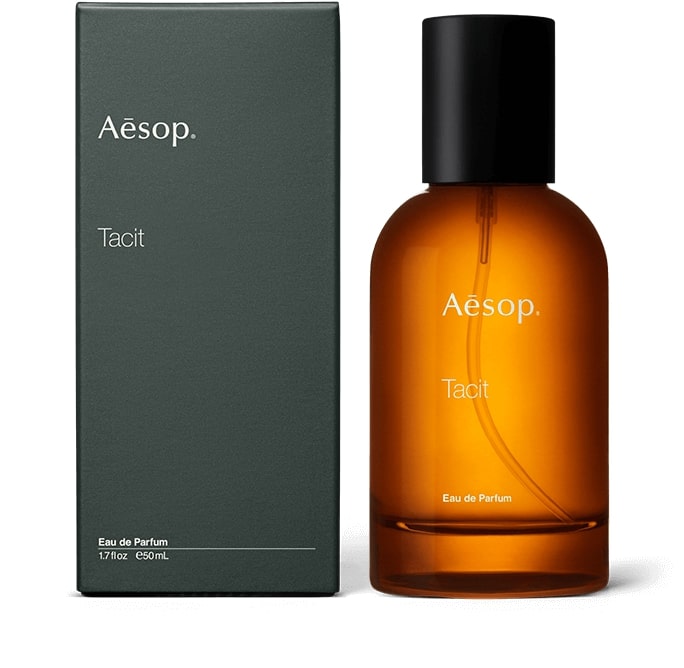 Aēsop®
Tacit
Eau de Parfum
1.7 fl oz ℮50 mL
Aēsop®
Tacit
Eau de Parfum